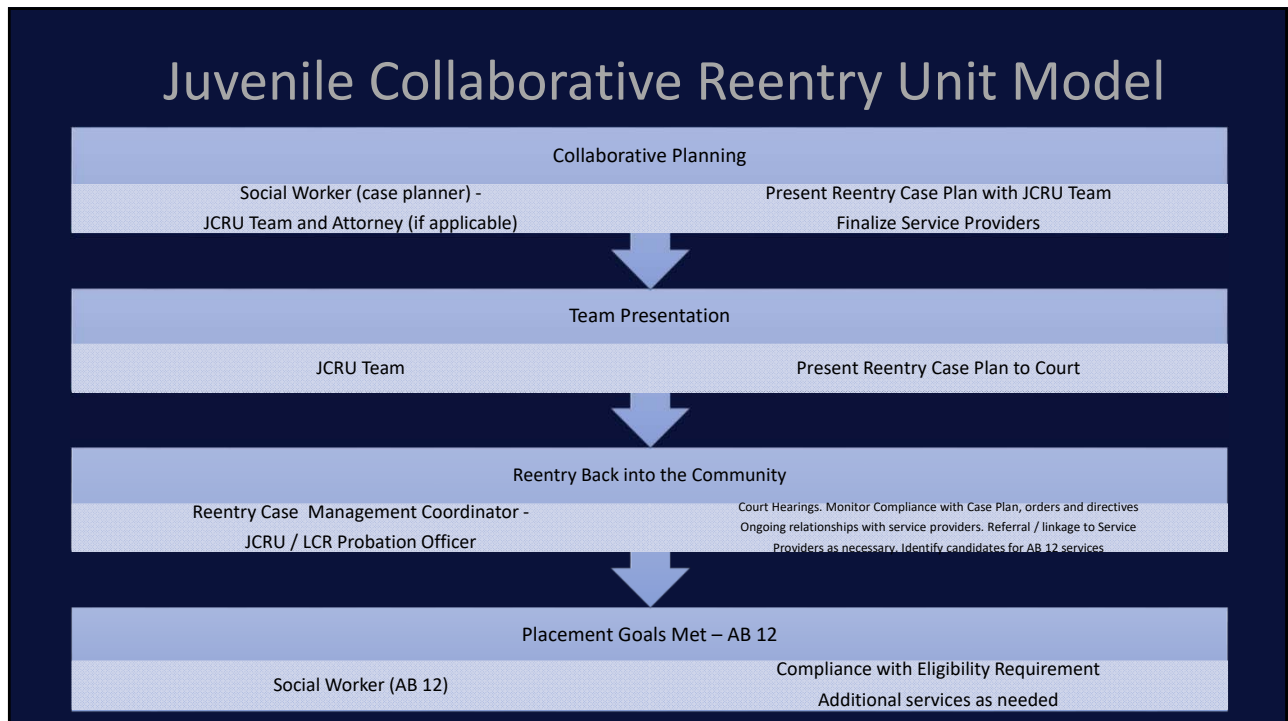 Juvenile Collaborative Reentry Unit Model
Collaborative Planning
Social Worker (case planner) -
JCRU Team and Attorney (if applicable)
Present Reentry Case Plan with JCRU Team
Finalize Service Providers
Team Presentation
JCRU Team
Present Reentry Case Plan to Court
Reentry Back into the Community
Reentry Case Management Coordinator -
JCRU / LCR Probation Officer
Court Hearings. Monitor Compliance with Case Plan, orders and directives
Ongoing relationships with service providers. Referral / linkage to Service
Providers as necessary. Identify candidates for AB 12 services
Placement Goals Met – AB 12
Social Worker (AB 12)
Compliance with Eligibility Requirement
Additional services as needed